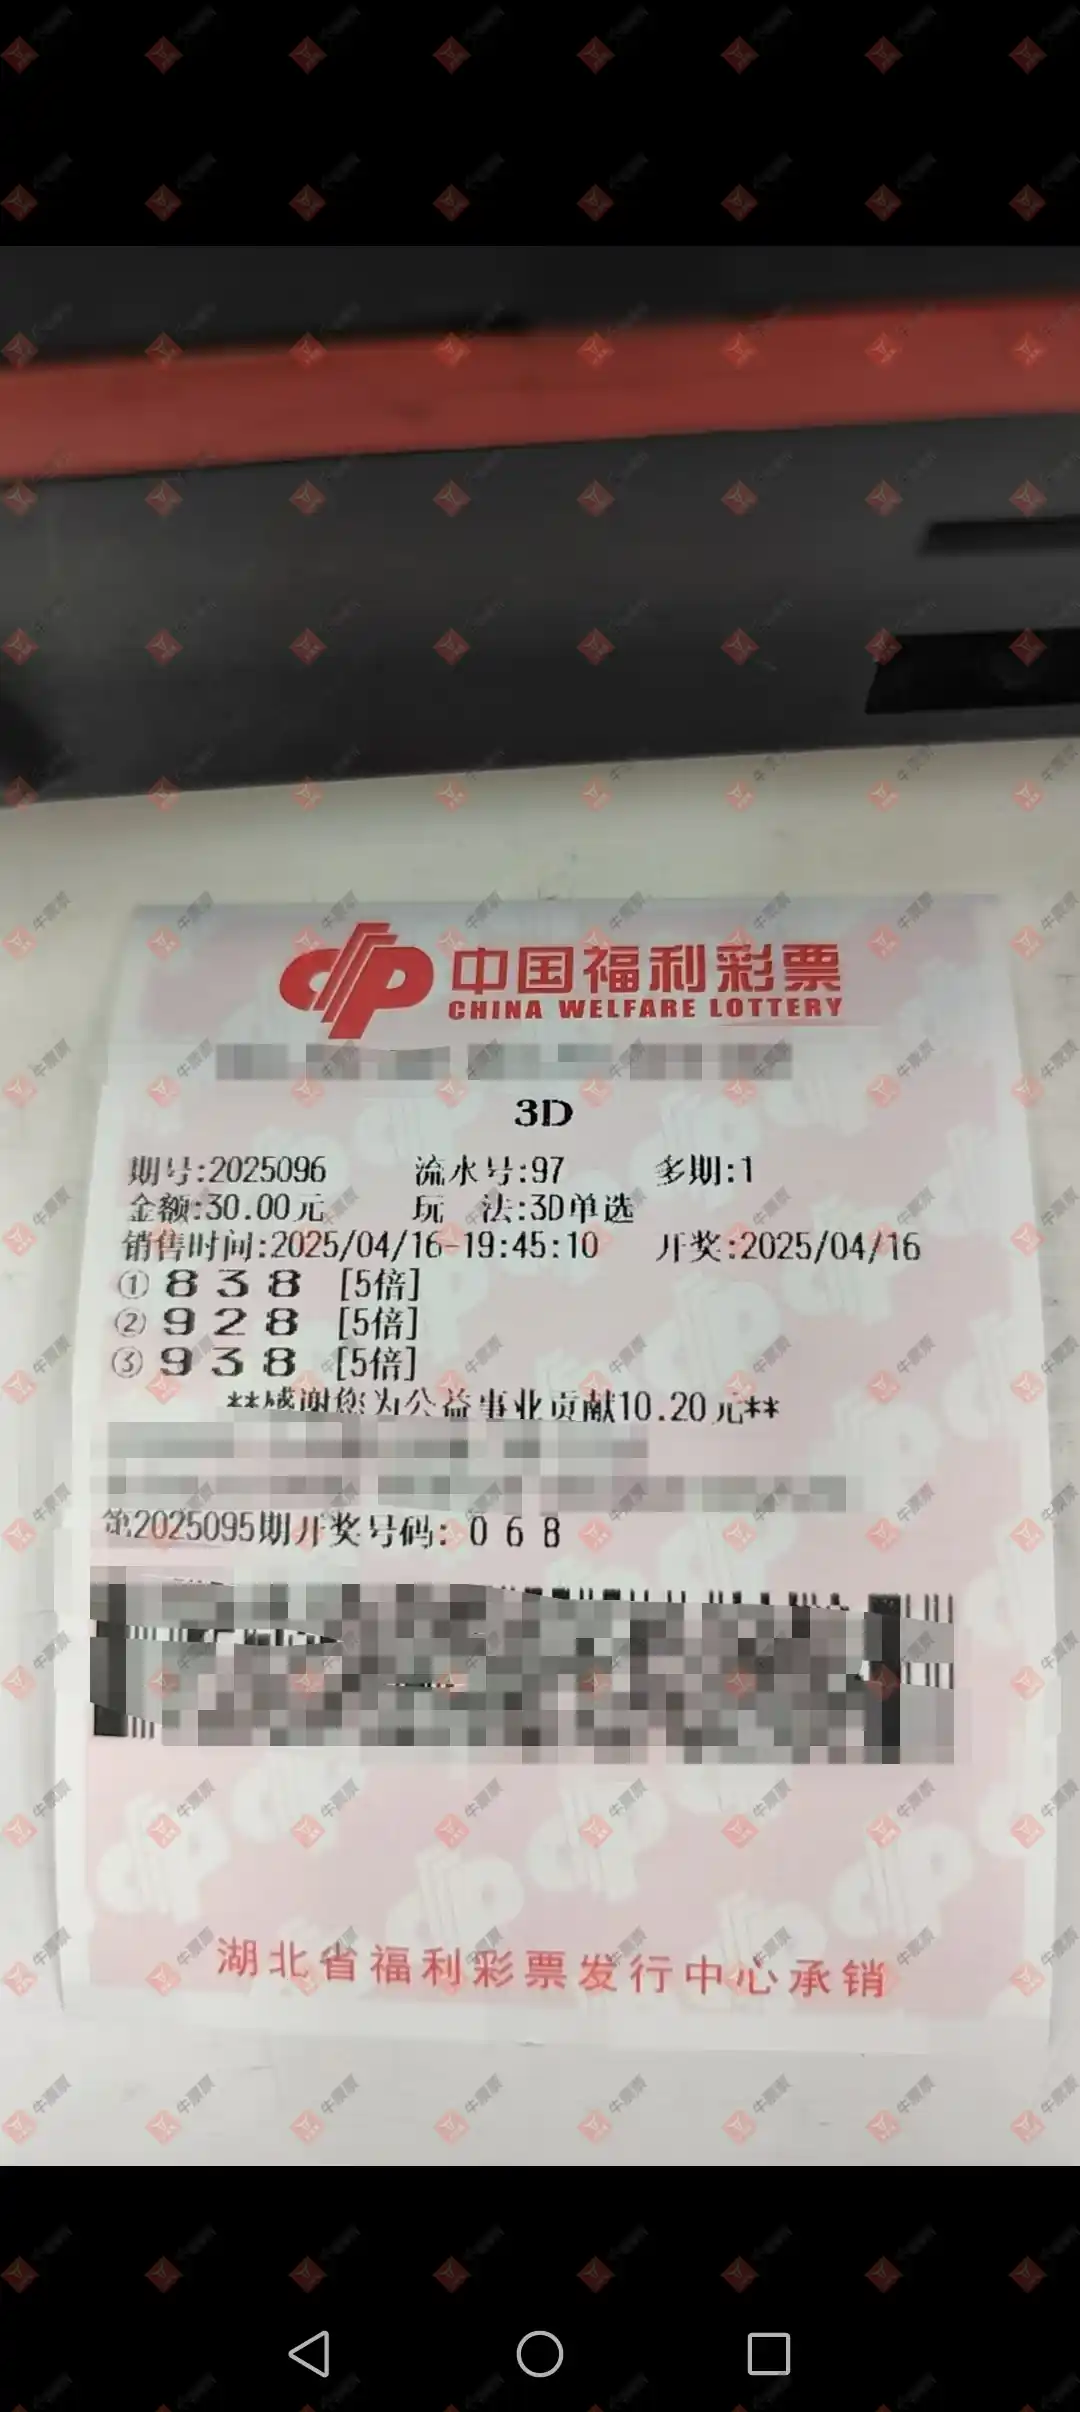 中国福利彩票
CHINA WELFARE LOTTERY
3D
期号:2025096 流水号:97 多期:1
金额:30.00元 玩 法:3D单选
销售时间:2025/04/16-19:45:10 开奖:2025/04/16
① 8 3 8 [5倍]
② 9 2 8 [5倍]
③ 9 3 8 [5倍]
**感谢您为公益事业贡献10.20元**
第2025095期开奖号码: 0 6 8
湖北省福利彩票发行中心承销
牛票票